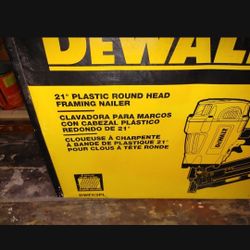 DEWALT
21° PLASTIC ROUND HEAD
FRAMING NAILER
CLAVADORA PARA MARCOS
CON CABEZAL PLÁSTICO
REDONDO DE 21°
CLOUEUSE À CHARPENTE
À BANDE DE PLASTIQUE 21°
POUR CLOUS À TÊTE RONDE